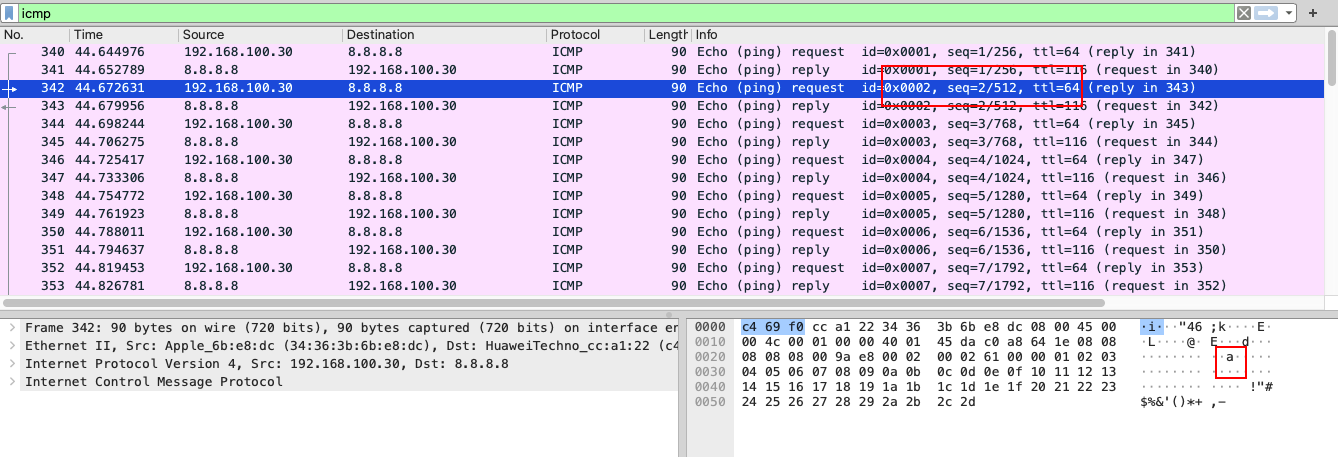 icmp
No. Time Source Destination Protocol Length Info
340 44.644976 192.168.100.30 8.8.8.8 ICMP 90 Echo (ping) request id=0x0001, seq=1/256, ttl=64 (reply in 341)
341 44.652789 8.8.8.8 192.168.100.30 ICMP 90 Echo (ping) reply id=0x0001, seq=1/256, ttl=116 (request in 340)
342 44.672631 192.168.100.30 8.8.8.8 ICMP 90 Echo (ping) request id=0x0002, seq=2/512, ttl=64 (reply in 343)
343 44.679956 8.8.8.8 192.168.100.30 ICMP 90 Echo (ping) reply id=0x0002, seq=2/512, ttl=116 (request in 342)
344 44.698244 192.168.100.30 8.8.8.8 ICMP 90 Echo (ping) request id=0x0003, seq=3/768, ttl=64 (reply in 345)
345 44.706275 8.8.8.8 192.168.100.30 ICMP 90 Echo (ping) reply id=0x0003, seq=3/768, ttl=116 (request in 344)
346 44.725417 192.168.100.30 8.8.8.8 ICMP 90 Echo (ping) request id=0x0004, seq=4/1024, ttl=64 (reply in 347)
347 44.733306 8.8.8.8 192.168.100.30 ICMP 90 Echo (ping) reply id=0x0004, seq=4/1024, ttl=116 (request in 346)
348 44.754772 192.168.100.30 8.8.8.8 ICMP 90 Echo (ping) request id=0x0005, seq=5/1280, ttl=64 (reply in 349)
349 44.761923 8.8.8.8 192.168.100.30 ICMP 90 Echo (ping) reply id=0x0005, seq=5/1280, ttl=116 (request in 348)
350 44.788011 192.168.100.30 8.8.8.8 ICMP 90 Echo (ping) request id=0x0006, seq=6/1536, ttl=64 (reply in 351)
351 44.794637 8.8.8.8 192.168.100.30 ICMP 90 Echo (ping) reply id=0x0006, seq=6/1536, ttl=116 (request in 350)
352 44.819453 192.168.100.30 8.8.8.8 ICMP 90 Echo (ping) request id=0x0007, seq=7/1792, ttl=64 (reply in 353)
353 44.826781 8.8.8.8 192.168.100.30 ICMP 90 Echo (ping) reply id=0x0007, seq=7/1792, ttl=116 (request in 352)
Frame 342: 90 bytes on wire (720 bits), 90 bytes captured (720 bits) on interface en
Ethernet II, Src: Apple_6b:e8:dc (34:36:3b:6b:e8:dc), Dst: HuaweiTechno_cc:a1:22 (c4
Internet Protocol Version 4, Src: 192.168.100.30, Dst: 8.8.8.8
Internet Control Message Protocol
0000 c4 69 f0 cc a1 22 34 36 3b 6b e8 dc 08 00 45 00 ·i···"46 ;k····E·
0010 00 4c 00 01 00 00 40 01 45 da c0 a8 64 1e 08 08 ·L····@· E···d···
0020 08 08 08 00 9a e8 00 02 00 02 61 00 00 01 02 03 ········ ··a·····
0030 04 05 06 07 08 09 0a 0b 0c 0d 0e 0f 10 11 12 13 ········ ········
0040 14 15 16 17 18 19 1a 1b 1c 1d 1e 1f 20 21 22 23 ········ ···· !"#
0050 24 25 26 27 28 29 2a 2b 2c 2d $%&'()*+ ,-